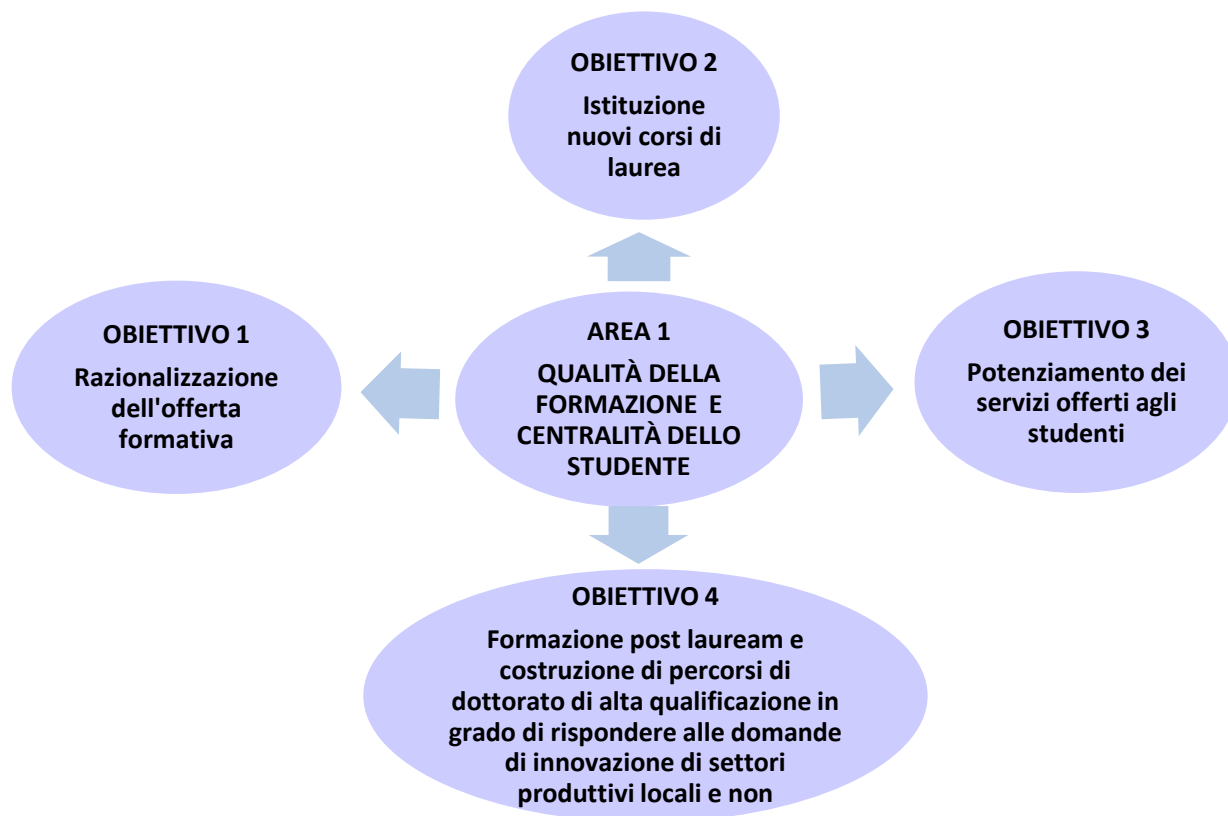 OBIETTIVO 2
Istituzione
nuovi corsi di
laurea
OBIETTIVO 1
Razionalizzazione
dell'offerta
formativa
AREA 1
QUALITÀ DELLA
FORMAZIONE E
CENTRALITÀ DELLO
STUDENTE
OBIETTIVO 3
Potenziamento dei
servizi offerti agli
studenti
OBIETTIVO 4
Formazione post lauream e
costruzione di percorsi di
dottorato di alta qualificazione in
grado di rispondere alle domande
di innovazione di settori
produttivi locali e non